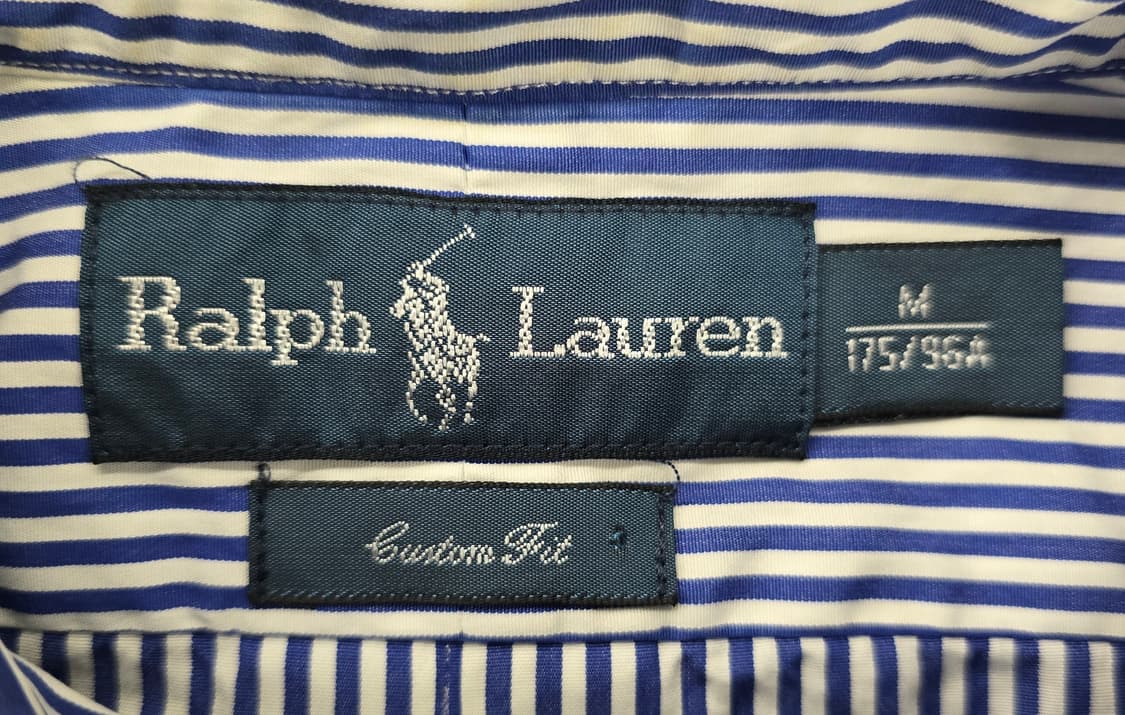 Ralph Lauren
M
175/96A
Custom Fit